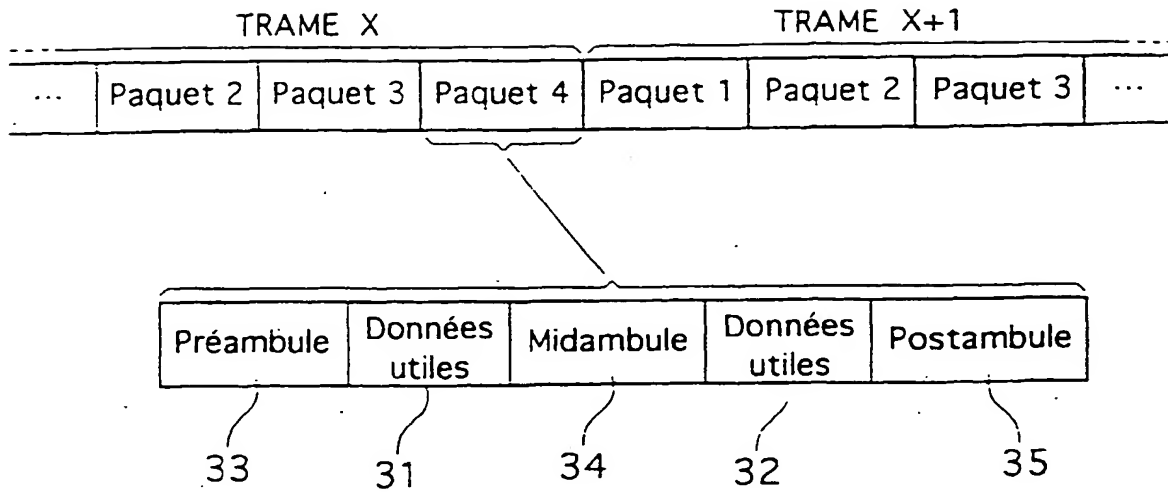 TRAME X TRAME X+1
... Paquet 2 Paquet 3 Paquet 4 Paquet 1 Paquet 2 Paquet 3 ...
Préambule Données utiles Midambule Données utiles Postambule
33 31 34 32 35